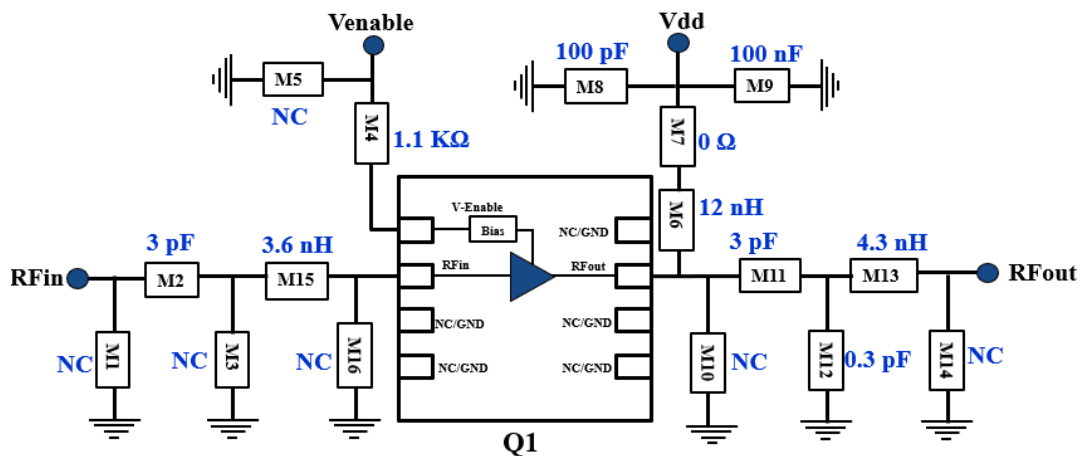 Venable
Vdd
100 pF
100 nF
M5
M8
M9
NC
M4
1.1 KΩ
M7
0 Ω
M6
12 nH
V-Enable
Bias
NC/GND
3 pF
3.6 nH
3 pF
4.3 nH
RFin
M2
M15
RFin
RFout
M11
M13
RFout
NC/GND
NC/GND
NC
M1
NC
M3
NC
M16
NC/GND
NC/GND
M10
NC
M12
0.3 pF
M14
NC
Q1